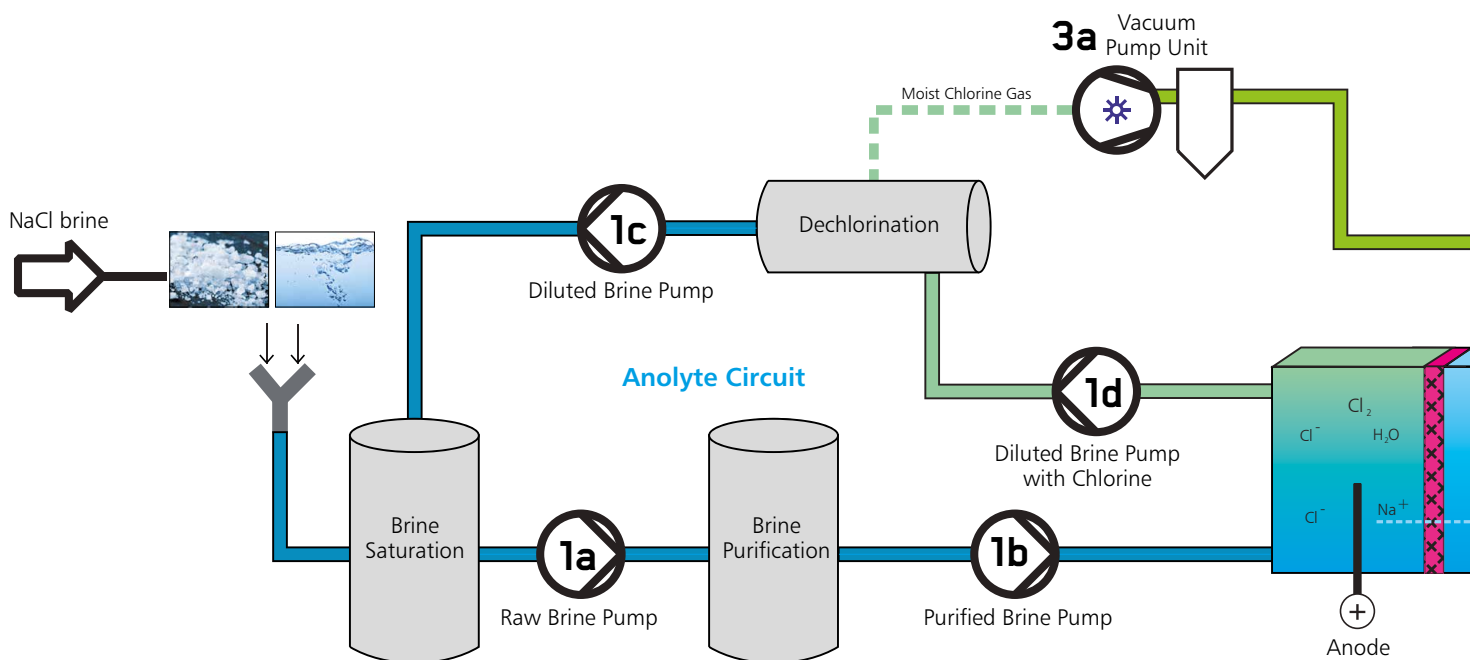 3a
Vacuum
Pump Unit
Moist Chlorine Gas
NaCl brine
1c
Dechlorination
Diluted Brine Pump
Anolyte Circuit
1d
Diluted Brine Pump
with Chlorine
Cl₂
Cl⁻
H₂O
Cl⁻
Na⁺
Brine
Saturation
1a
Raw Brine Pump
Brine
Purification
1b
Purified Brine Pump
+
Anode